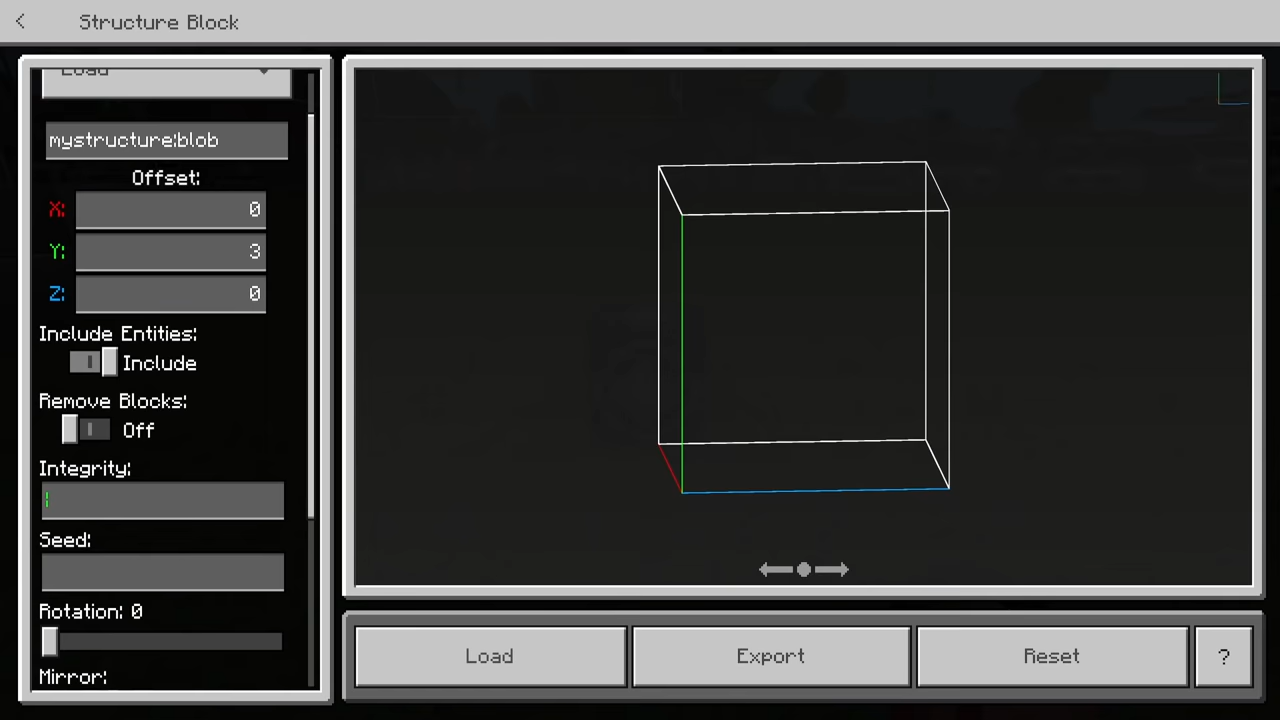 Structure Block
Load
mystructure:blob
Offset:
X: 0
Y: 3
Z: 0
Include Entities:
Include
Remove Blocks:
Off
Integrity:
Seed:
Rotation: 0
Mirror:
Load
Export
Reset
?